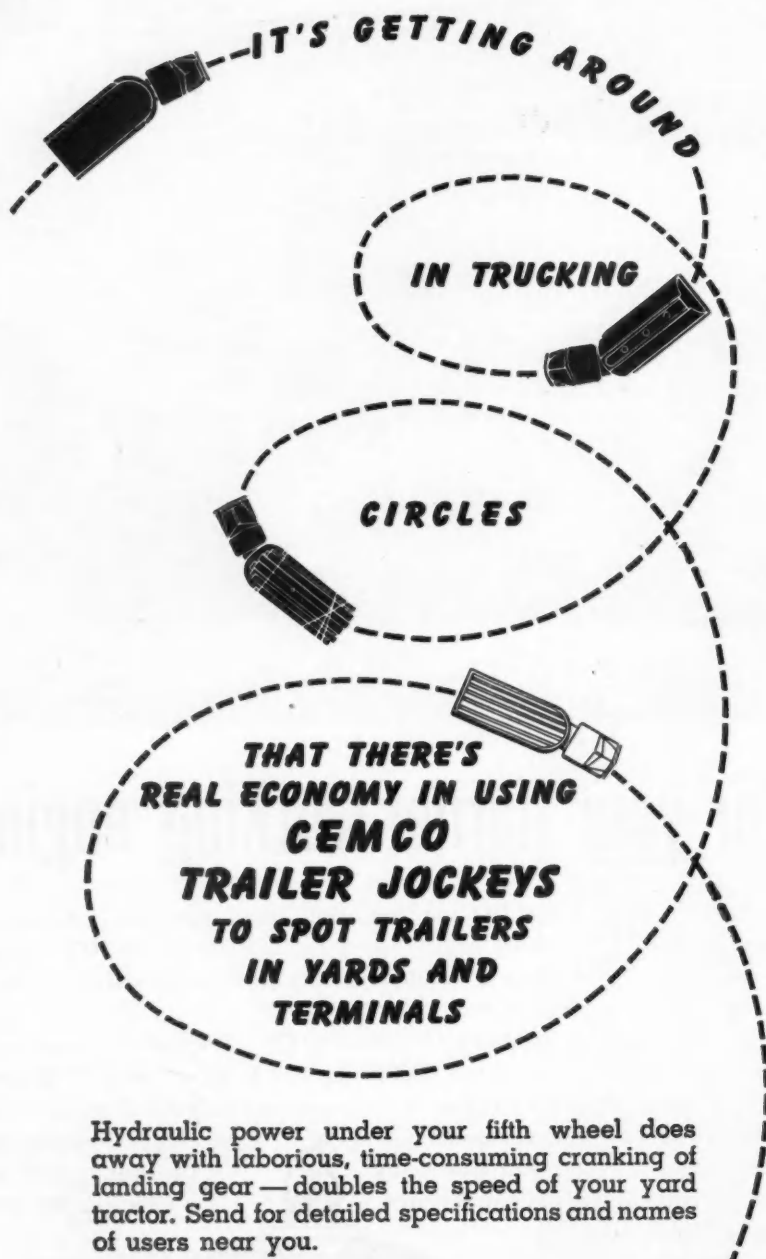 IT'S GETTING AROUND
IN TRUCKING
CIRCLES
THAT THERE'S
REAL ECONOMY IN USING
CEMCO
TRAILER JOCKEYS
TO SPOT TRAILERS
IN YARDS AND
TERMINALS
Hydraulic power under your fifth wheel does
away with laborious, time-consuming cranking of
landing gear — doubles the speed of your yard
tractor. Send for detailed specifications and names
of users near you.